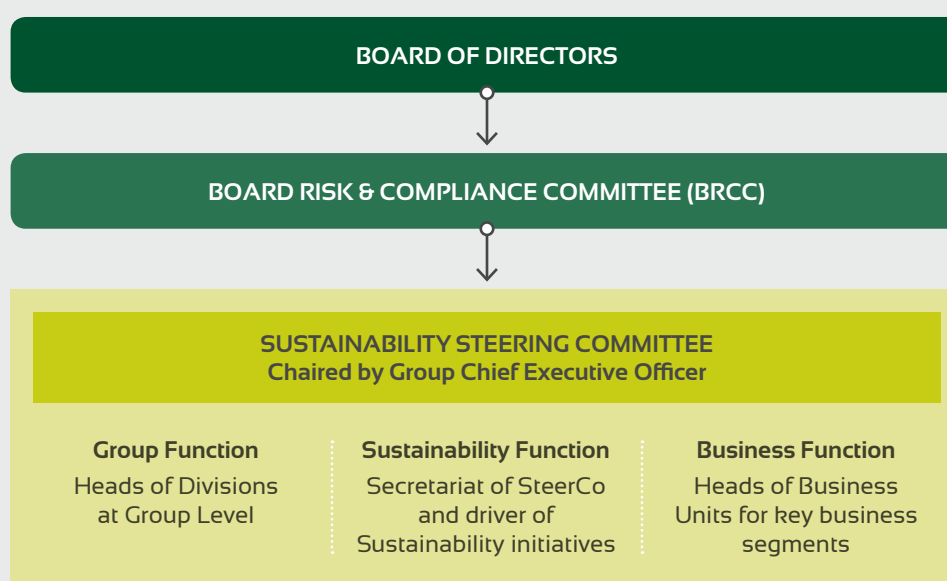 BOARD OF DIRECTORS
BOARD RISK & COMPLIANCE COMMITTEE (BRCC)
SUSTAINABILITY STEERING COMMITTEE
Chaired by Group Chief Executive Officer
Group Function
Heads of Divisions
at Group Level
Sustainability Function
Secretariat of SteerCo
and driver of
Sustainability initiatives
Business Function
Heads of Business
Units for key business
segments